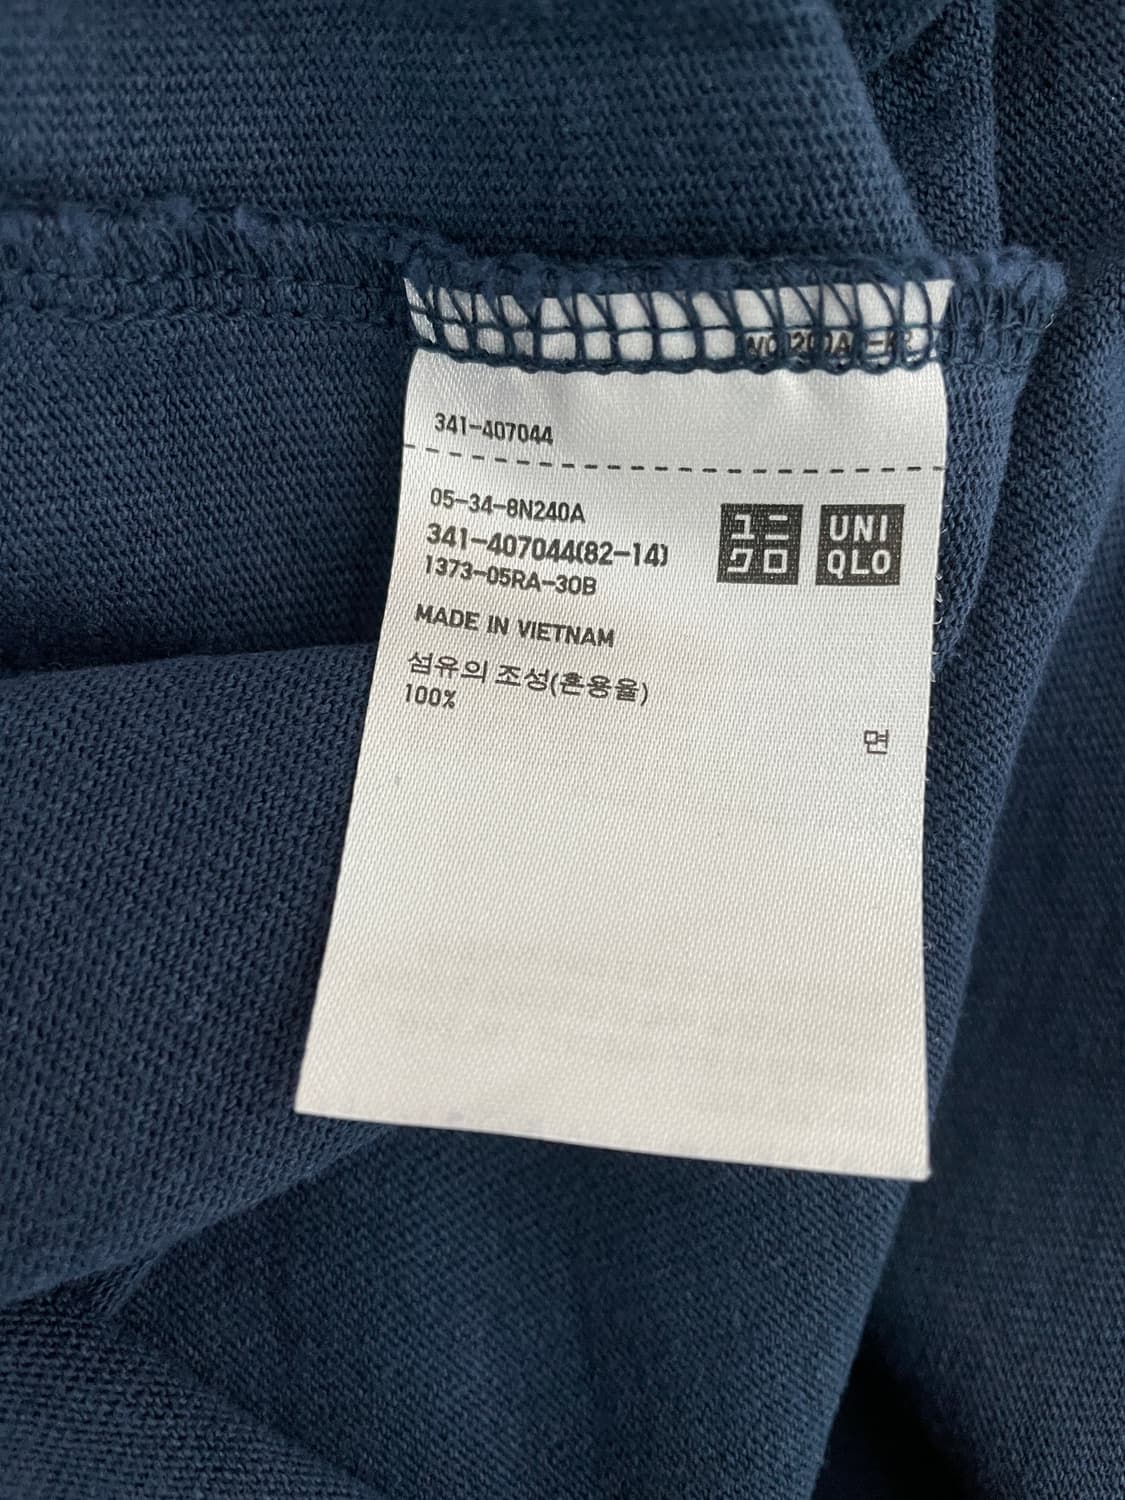 341-407044
05-34-8N240A
341-407044(82-14)
1373-05RA-30B
ユニ
クロ
UNI
QLO
MADE IN VIETNAM
섬유의 조성(혼용율)
100%
면